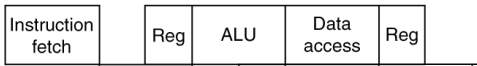 Instruction
fetch
Reg
ALU
Data
access
Reg